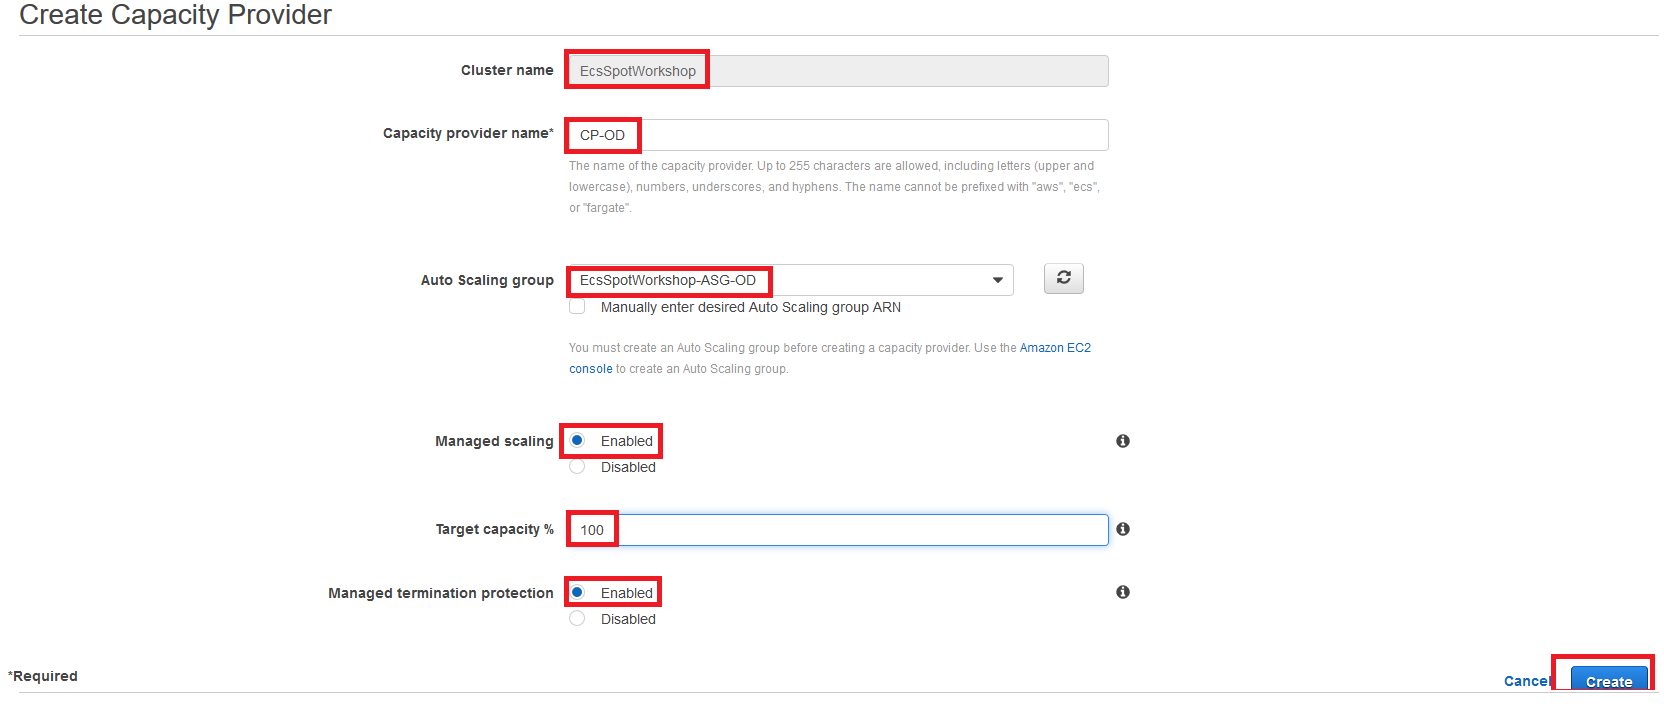 Create Capacity Provider
Cluster name
EcsSpotWorkshop
Capacity provider name*
CP-OD
The name of the capacity provider. Up to 255 characters are allowed, including letters (upper and
lowercase), numbers, underscores, and hyphens. The name cannot be prefixed with "aws", "ecs",
or "fargate".
Auto Scaling group
EcsSpotWorkshop-ASG-OD
Manually enter desired Auto Scaling group ARN
You must create an Auto Scaling group before creating a capacity provider. Use the Amazon EC2
console to create an Auto Scaling group.
Managed scaling
Enabled
Disabled
Target capacity %
100
Managed termination protection
Enabled
Disabled
*Required
Cancel
Create